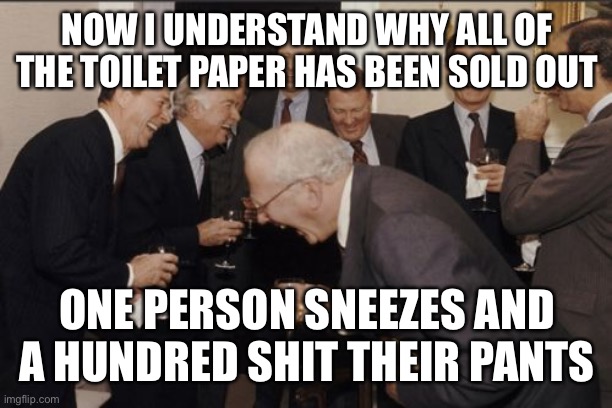 NOW I UNDERSTAND WHY ALL OF
THE TOILET PAPER HAS BEEN SOLD OUT
ONE PERSON SNEEZES AND
A HUNDRED SHIT THEIR PANTS
imgflip.com